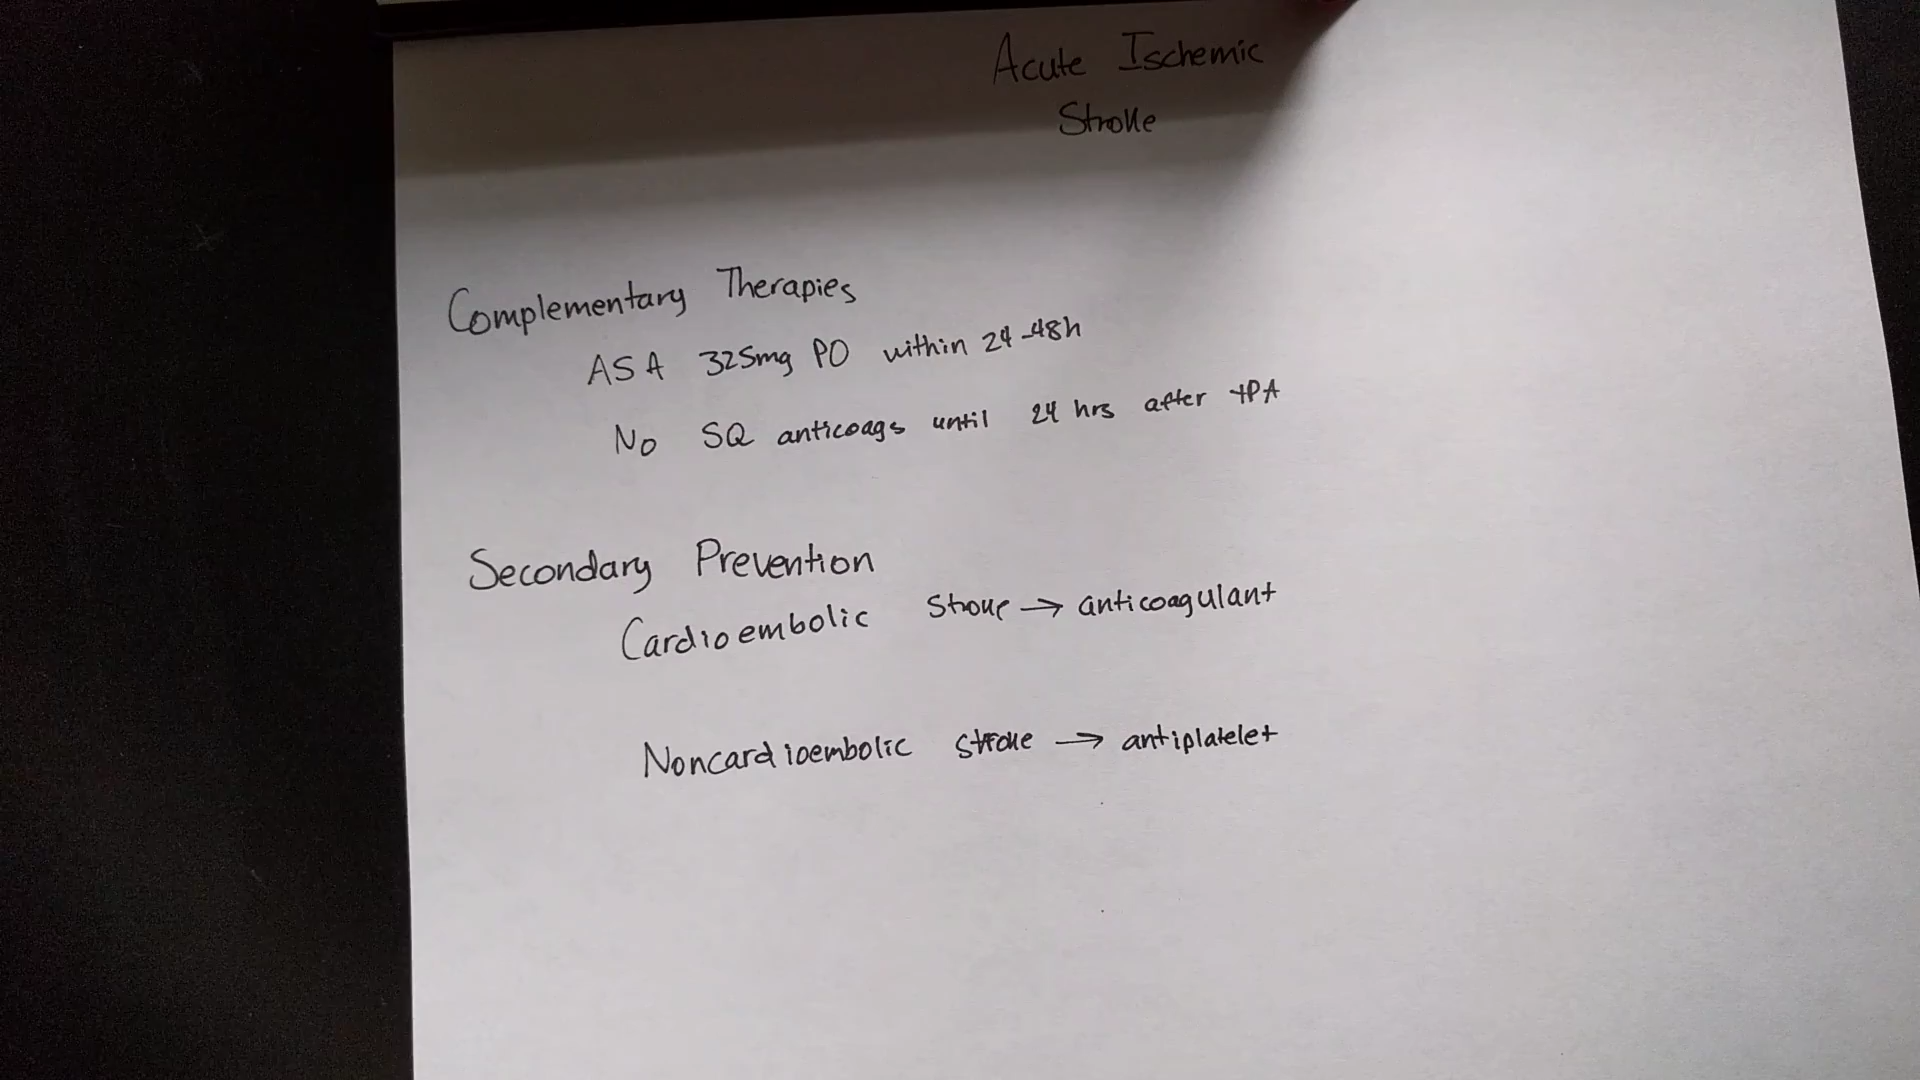 Acute Ischemic
Stroke
Complementary Therapies
ASA 325mg PO within 24-48h
No SQ anticoags until 24 hrs after tPA
Secondary Prevention
Cardioembolic stroke → anticoagulant
Noncardioembolic stroke → antiplatelet